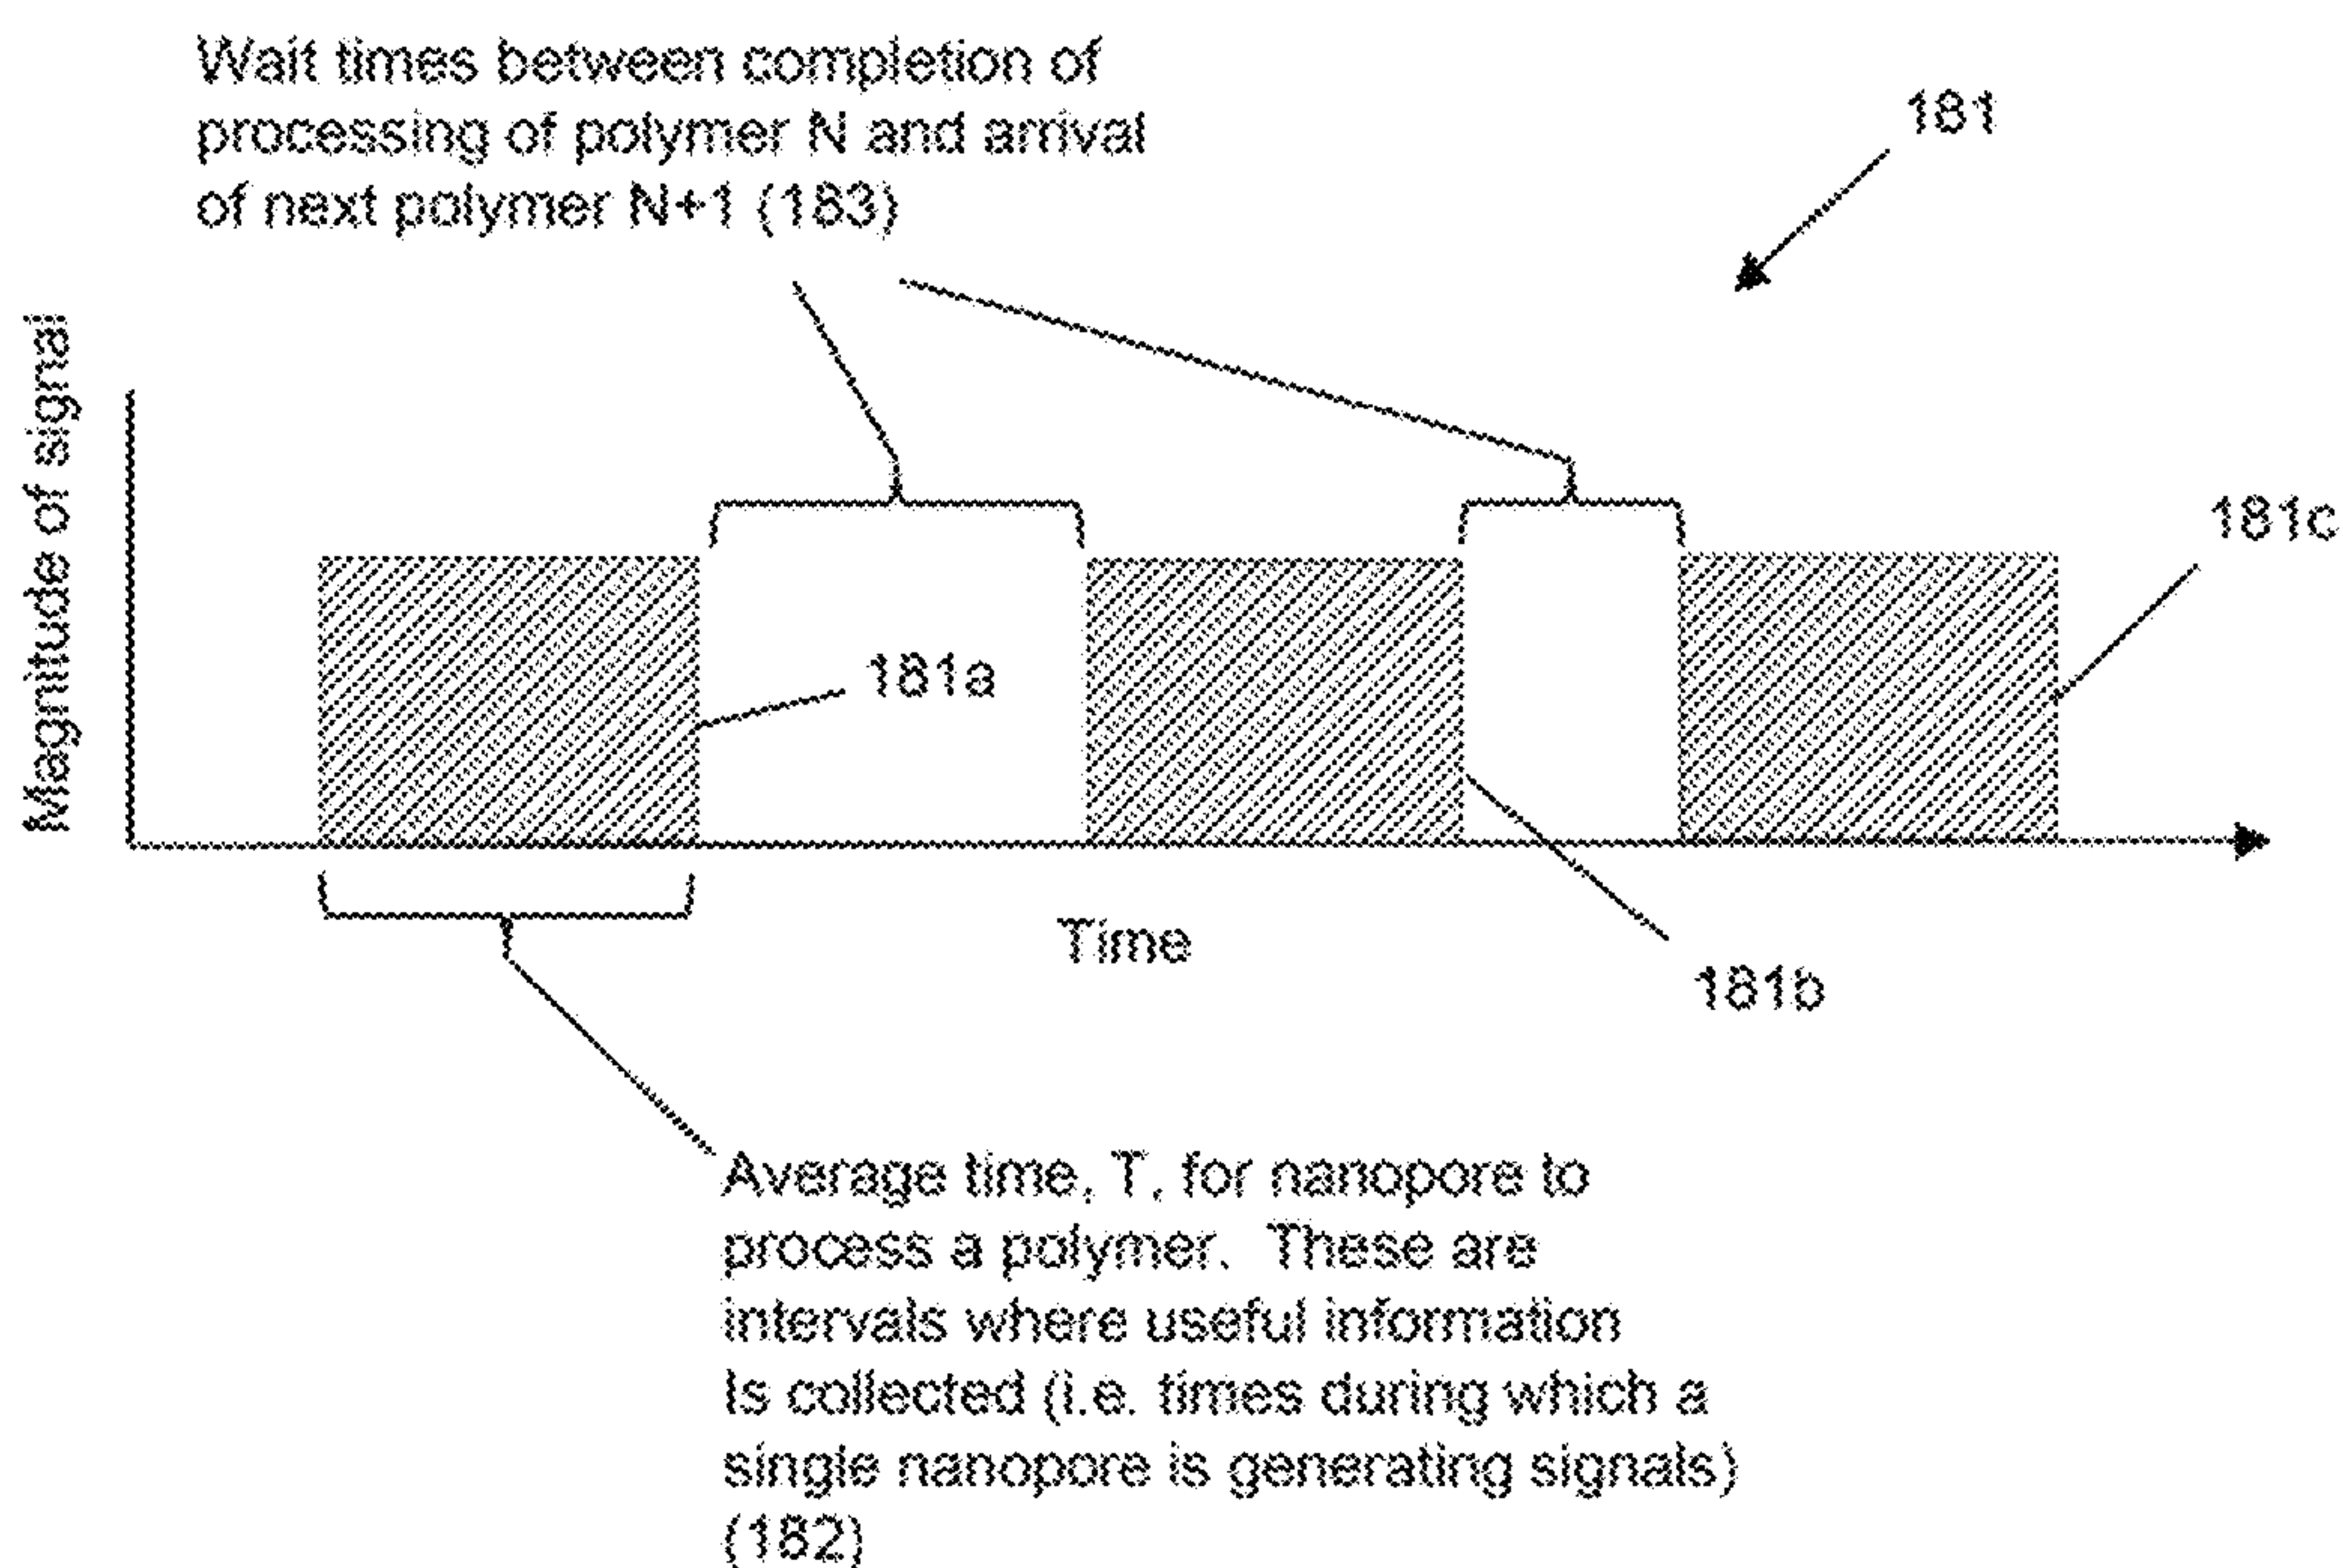 Wait times between completion of
processing of polymer N and arrival
of next polymer N+1 (183)
181
Magnitude of signal
181c
181a
Time
181b
Average time, T, for nanopore to
process a polymer. These are
intervals where useful information
Is collected (i.e. times during which a
single nanopore is generating signals)
(182)